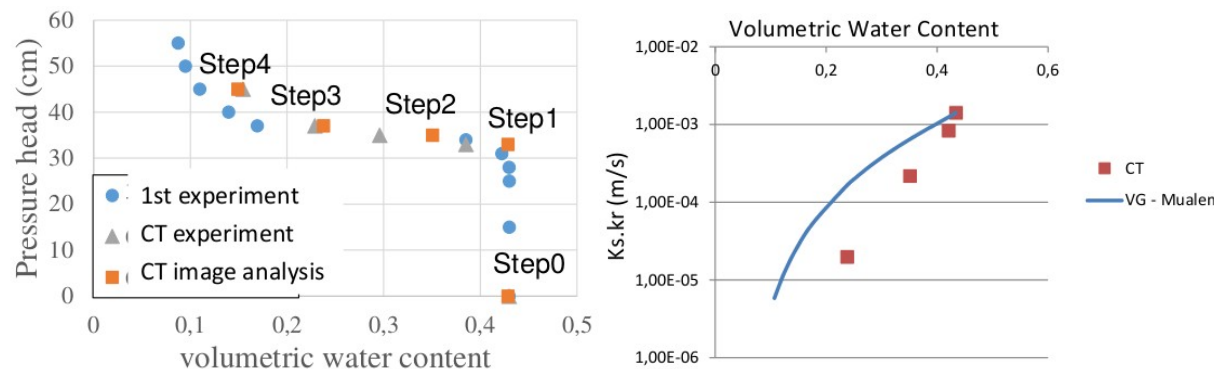 60
50
40
30
20
10
0
Pressure head (cm)
Step4
Step3
Step2
Step1
Step0
1st experiment
CT experiment
CT image analysis
0
0,1
0,2
0,3
0,4
0,5
volumetric water content
Volumetric Water Content
1,00E-02
1,00E-03
1,00E-04
1,00E-05
1,00E-06
0
0,2
0,4
0,6
Ks.kr (m/s)
CT
VG - Mualen